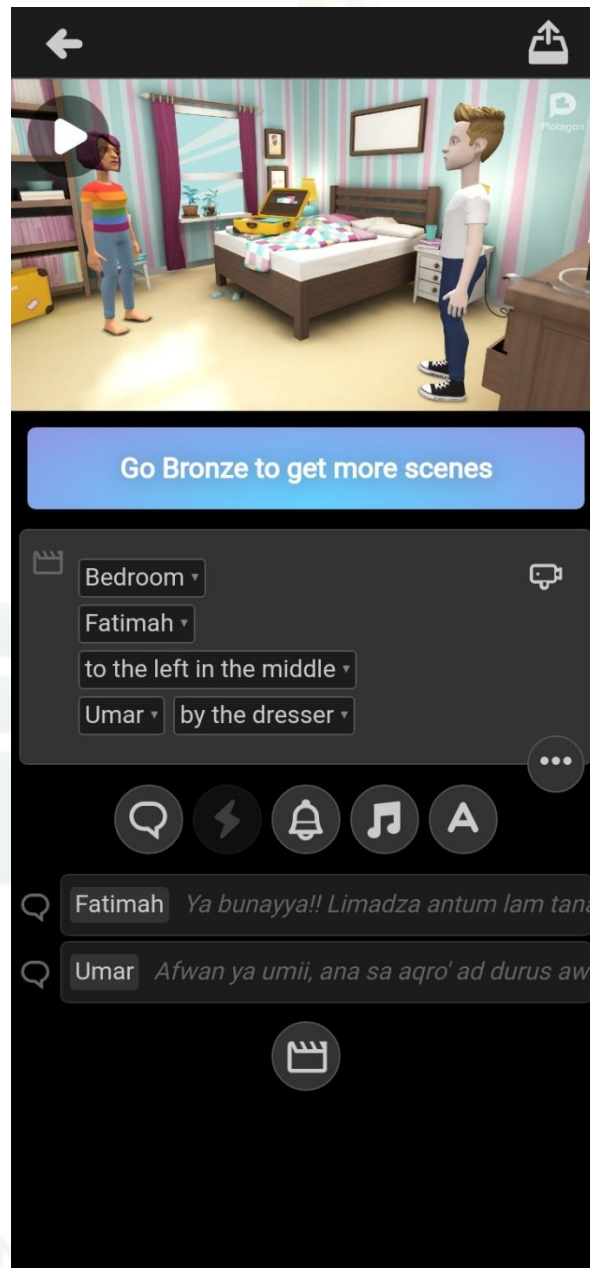 Plotagon
Go Bronze to get more scenes
Bedroom
Fatimah
to the left in the middle
Umar by the dresser
A
Fatimah Ya bunayya!! Limadza antum lam tana
Umar Afwan ya umii, ana sa aqro' ad durus aw